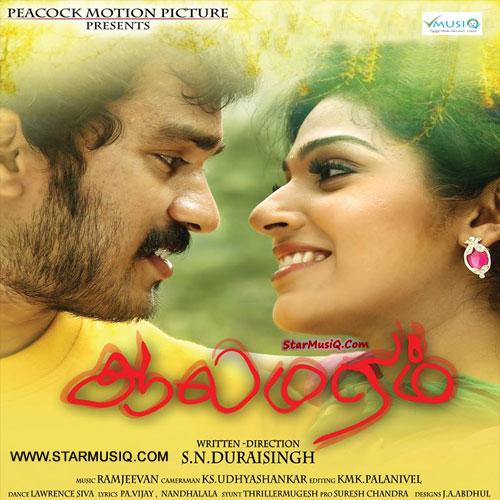 PEACOCK MOTION PICTURE
PRESENTS
VMUSIQ
StarMusiQ.Com
ஆலமரம்
WRITTEN -DIRECTION
S.N.DURAISINGH
WWW.STARMUSIQ.COM
MUSIC RAMJEEVAN CAMERAMAN KS.UDHYASHANKAR EDITING KMK.PALANIVEL
DANCE LAWRENCE SIVA LYRICS PA.VIJAY , NANDHALALA STUNT THRILLERMUGESH PRO SURESH CHANDRA DESIGNS J.A.ABDHUL